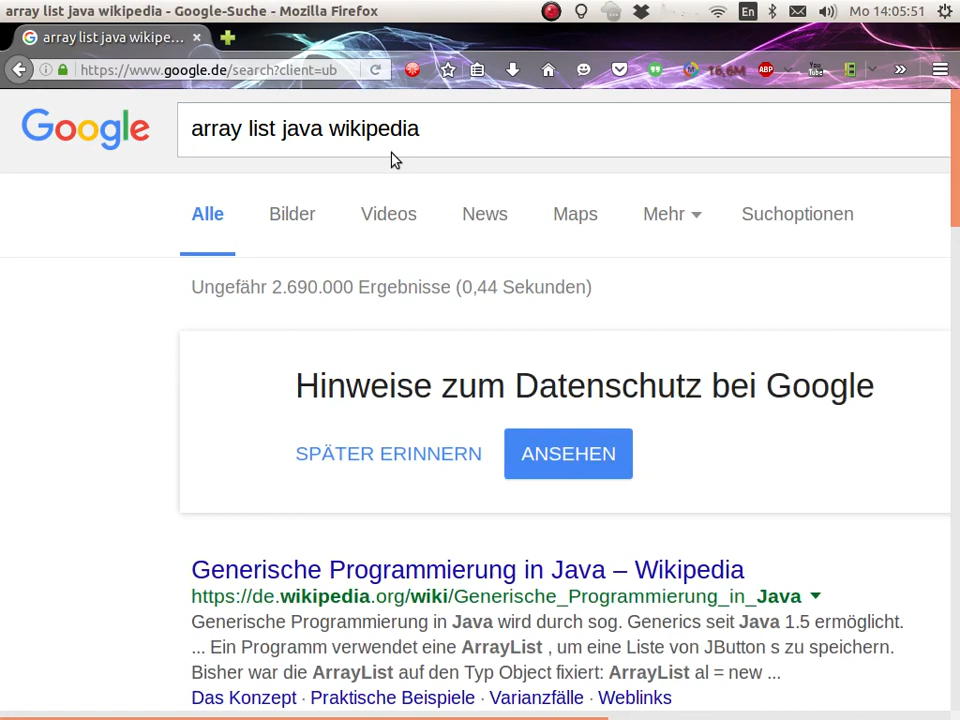 array list java wikipedia - Google-Suche - Mozilla Firefox
En
Mo 14:05:51
array list java wikipe...
https://www.google.de/search?client=ub
16,6M
ABP
You Tube
Google
array list java wikipedia
Alle Bilder Videos News Maps Mehr Suchoptionen
Ungefähr 2.690.000 Ergebnisse (0,44 Sekunden)
Hinweise zum Datenschutz bei Google
SPÄTER ERINNERN ANSEHEN
Generische Programmierung in Java – Wikipedia
https://de.wikipedia.org/wiki/Generische_Programmierung_in_Java
Generische Programmierung in Java wird durch sog. Generics seit Java 1.5 ermöglicht.
... Ein Programm verwendet eine ArrayList , um eine Liste von JButton s zu speichern.
Bisher war die ArrayList auf den Typ Object fixiert: ArrayList al = new ...
Das Konzept · Praktische Beispiele · Varianzfälle · Weblinks